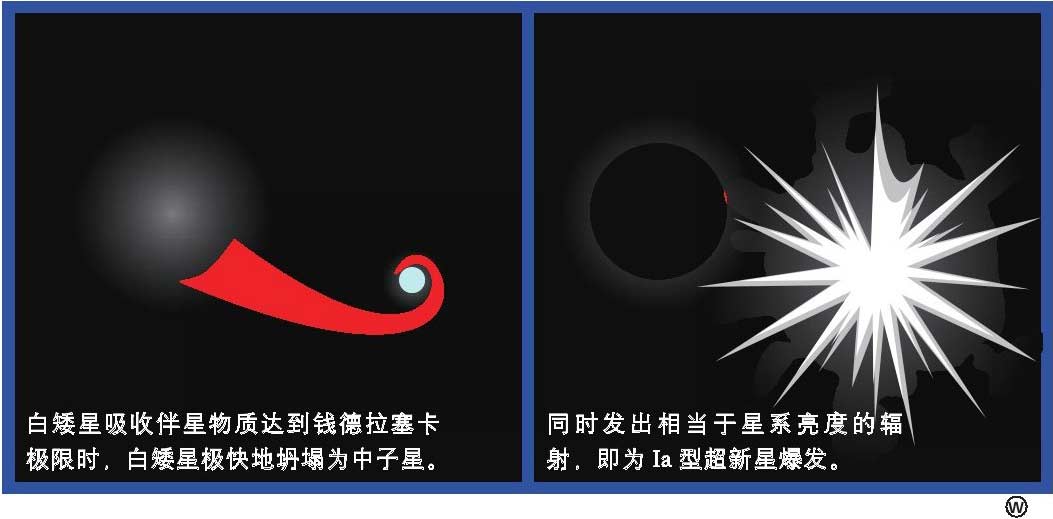 白矮星吸收伴星物质达到钱德拉塞卡
极限时，白矮星极快地坍塌为中子星。
同时发出相当于星系亮度的辐
射，即为 Ia 型超新星爆发。
W